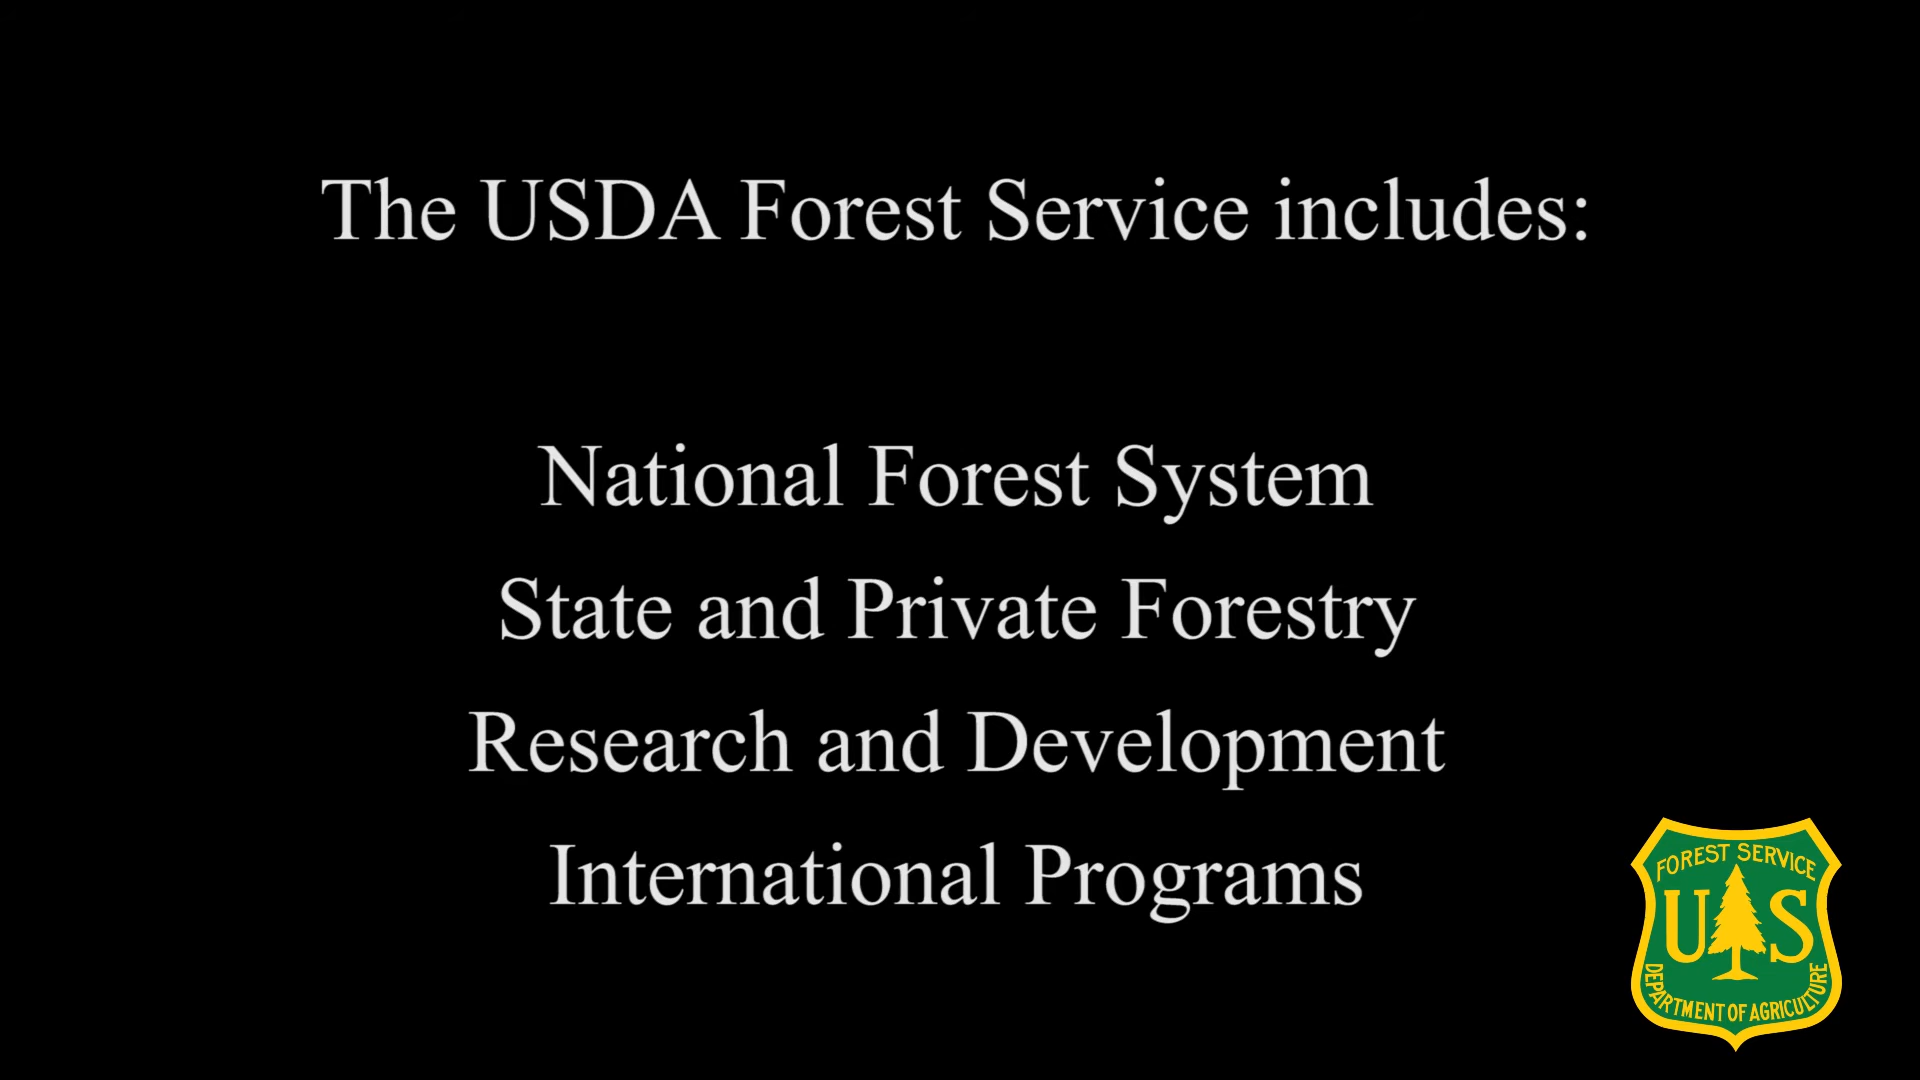 The USDA Forest Service includes:
National Forest System
State and Private Forestry
Research and Development
International Programs
FOREST SERVICE
U S
DEPARTMENT OF AGRICULTURE